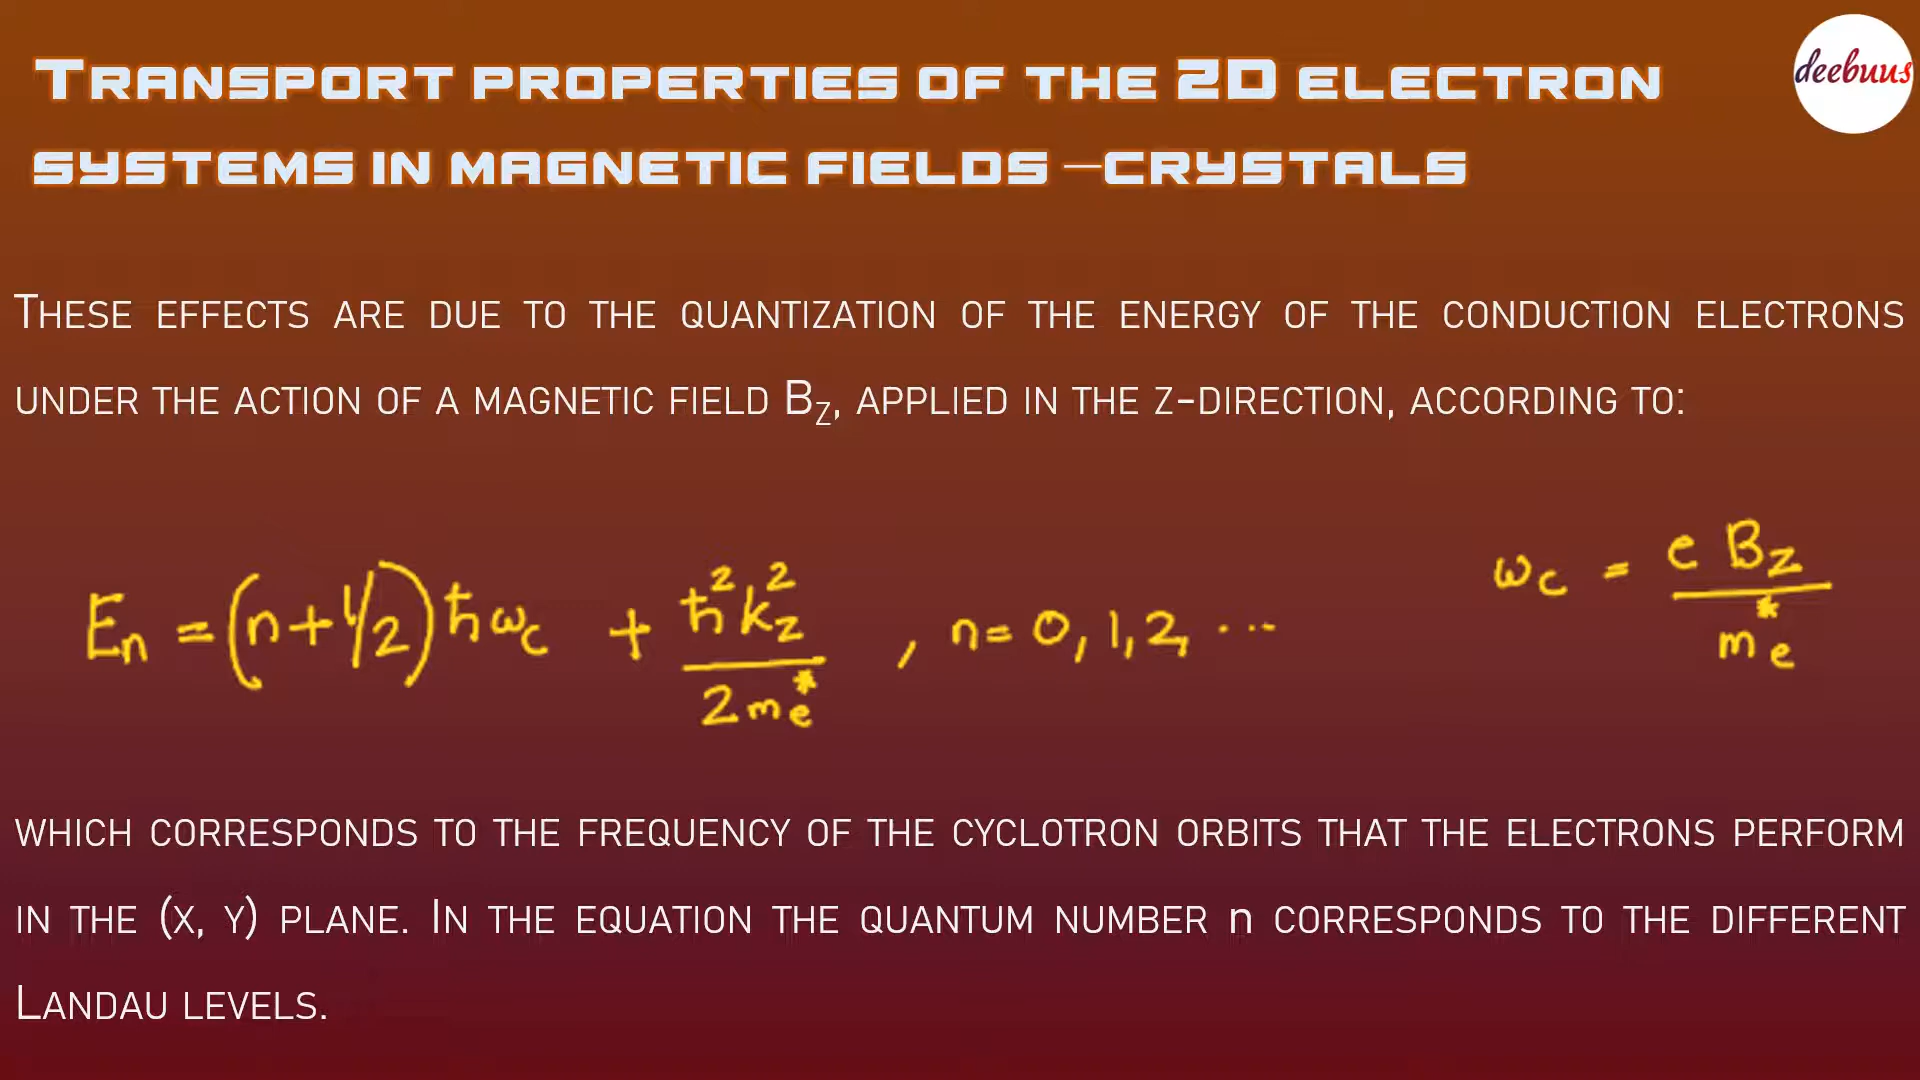 Transport properties of the 2D electron
systems in magnetic fields –crystals
deebuus
These effects are due to the quantization of the energy of the conduction electrons
under the action of a magnetic field Bz, applied in the z-direction, according to:
En = (n+1/2) ħωc + ħ²kz²/2me* , n= 0, 1, 2, ...
ωc = e Bz/me*
which corresponds to the frequency of the cyclotron orbits that the electrons perform
in the (x, y) plane. In the equation the quantum number n corresponds to the different
Landau levels.